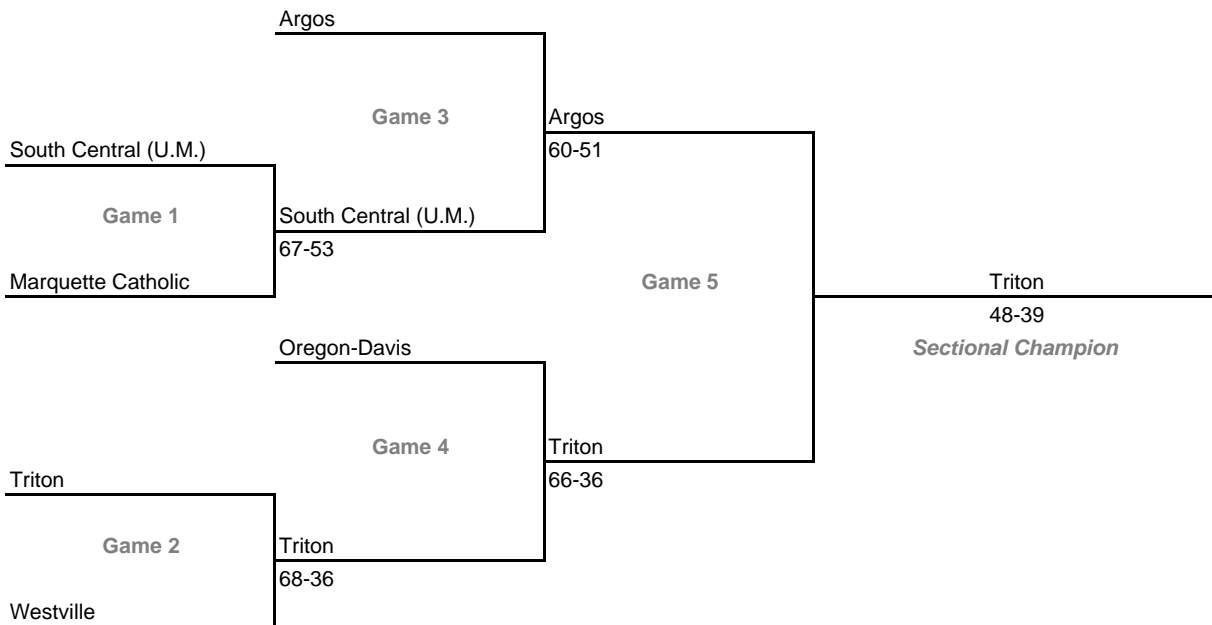 Argos
Game 3
Argos
South Central (U.M.)
60-51
Game 1
South Central (U.M.)
67-53
Marquette Catholic
Game 5
Triton
48-39
Oregon-Davis
Sectional Champion
Game 4
Triton
Triton
66-36
Game 2
Triton
68-36
Westville